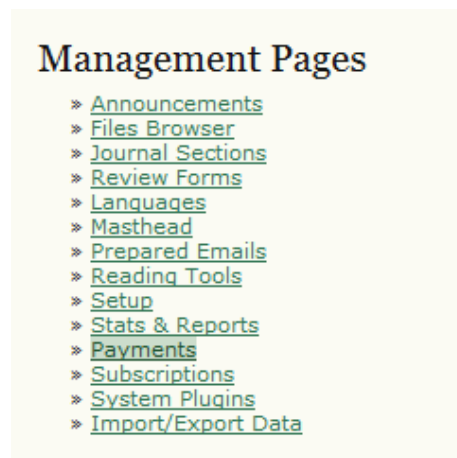 Management Pages
» Announcements
» Files Browser
» Journal Sections
» Review Forms
» Languages
» Masthead
» Prepared Emails
» Reading Tools
» Setup
» Stats & Reports
» Payments
» Subscriptions
» System Plugins
» Import/Export Data